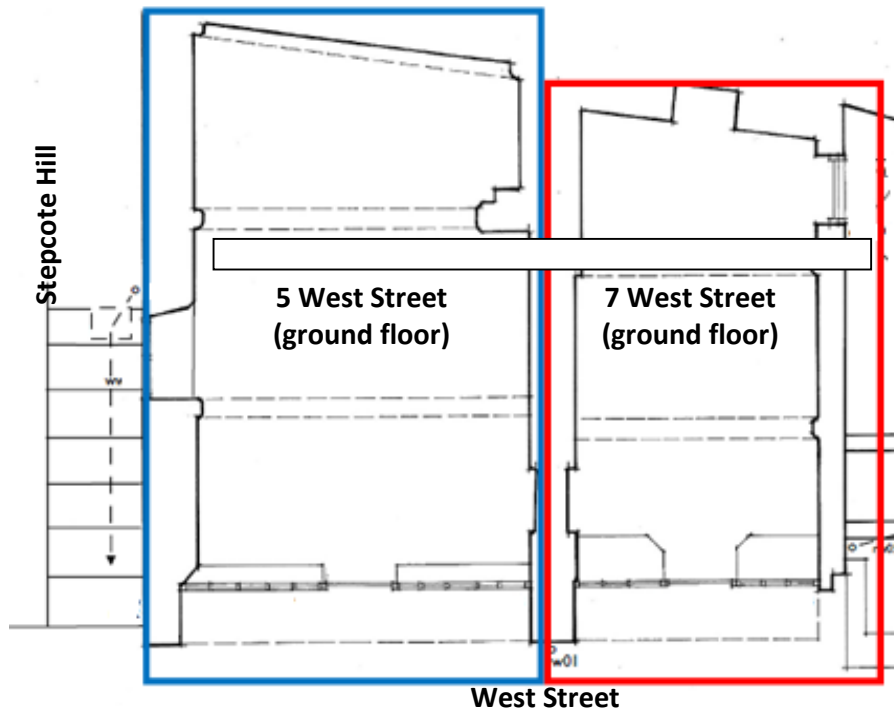 Stepcote Hill
5 West Street
(ground floor)
7 West Street
(ground floor)
West Street